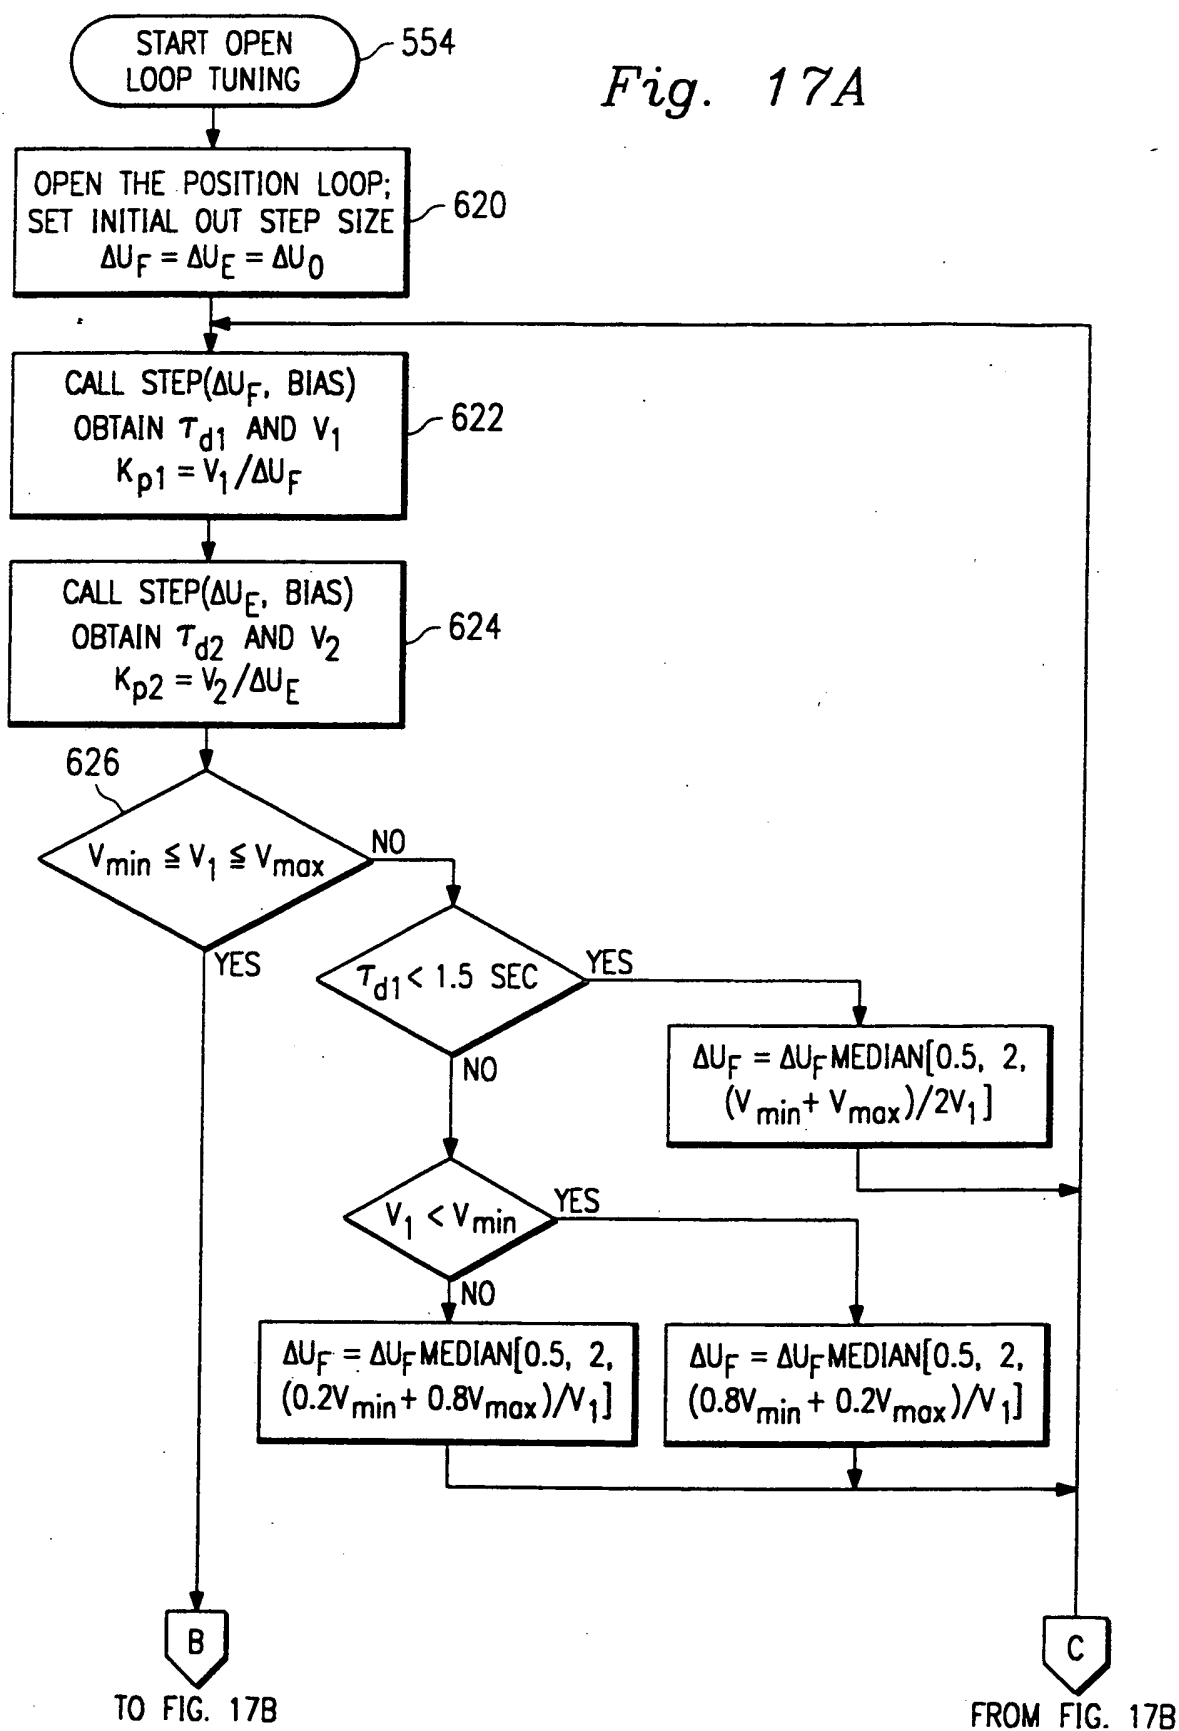 START OPEN
LOOP TUNING
554
Fig. 17A
OPEN THE POSITION LOOP;
SET INITIAL OUT STEP SIZE
ΔU_F = ΔU_E = ΔU_0
620
CALL STEP(ΔU_F, BIAS)
OBTAIN τ_d1 AND V_1
K_p1 = V_1/ΔU_F
622
CALL STEP(ΔU_E, BIAS)
OBTAIN τ_d2 AND V_2
K_p2 = V_2/ΔU_E
624
626
V_min ≦ V_1 ≦ V_max
NO
YES
τ_d1 < 1.5 SEC
YES
NO
ΔU_F = ΔU_F MEDIAN[0.5, 2,
(V_min + V_max)/2V_1]
V_1 < V_min
YES
NO
ΔU_F = ΔU_F MEDIAN[0.5, 2,
(0.2V_min + 0.8V_max)/V_1]
ΔU_F = ΔU_F MEDIAN[0.5, 2,
(0.8V_min + 0.2V_max)/V_1]
B
TO FIG. 17B
C
FROM FIG. 17B